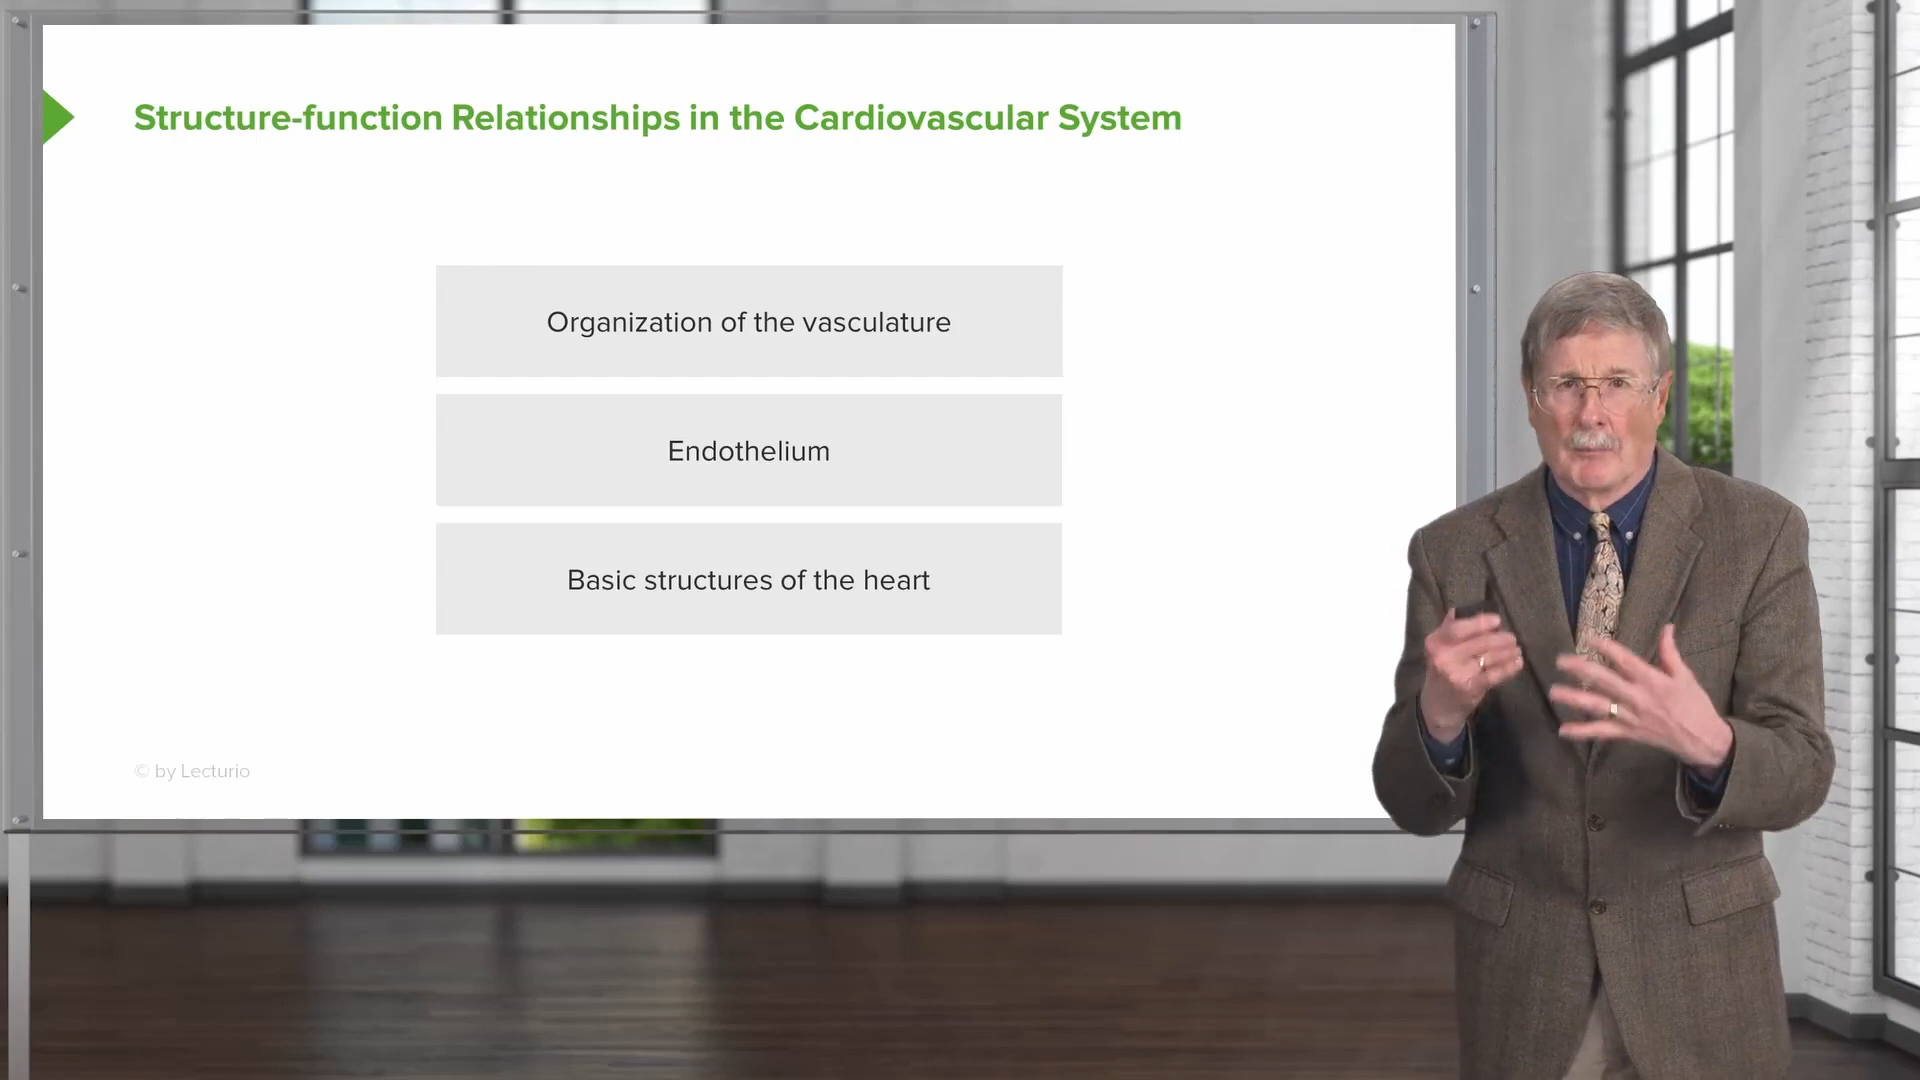 Structure-function Relationships in the Cardiovascular System
Organization of the vasculature
Endothelium
Basic structures of the heart
© by Lecturio